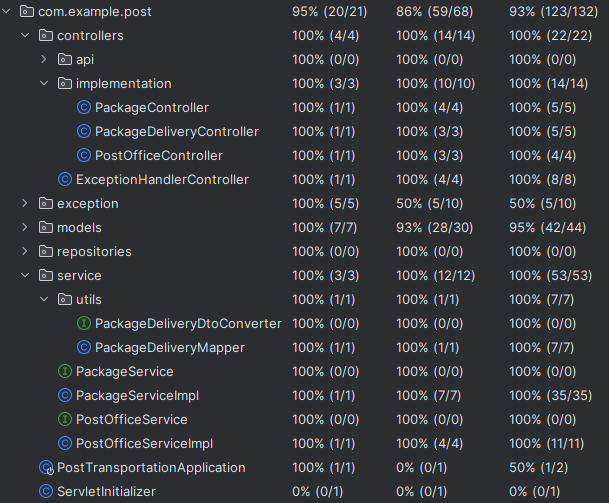 com.example.post 95% (20/21) 86% (59/68) 93% (123/132)
controllers 100% (4/4) 100% (14/14) 100% (22/22)
api 100% (0/0) 100% (0/0) 100% (0/0)
implementation 100% (3/3) 100% (10/10) 100% (14/14)
PackageController 100% (1/1) 100% (4/4) 100% (5/5)
PackageDeliveryController 100% (1/1) 100% (3/3) 100% (5/5)
PostOfficeController 100% (1/1) 100% (3/3) 100% (4/4)
ExceptionHandlerController 100% (1/1) 100% (4/4) 100% (8/8)
exception 100% (5/5) 50% (5/10) 50% (5/10)
models 100% (7/7) 93% (28/30) 95% (42/44)
repositories 100% (0/0) 100% (0/0) 100% (0/0)
service 100% (3/3) 100% (12/12) 100% (53/53)
utils 100% (1/1) 100% (1/1) 100% (7/7)
PackageDeliveryDtoConverter 100% (0/0) 100% (0/0) 100% (0/0)
PackageDeliveryMapper 100% (1/1) 100% (1/1) 100% (7/7)
PackageService 100% (0/0) 100% (0/0) 100% (0/0)
PackageServiceImpl 100% (1/1) 100% (7/7) 100% (35/35)
PostOfficeService 100% (0/0) 100% (0/0) 100% (0/0)
PostOfficeServiceImpl 100% (1/1) 100% (4/4) 100% (11/11)
PostTransportationApplication 100% (1/1) 0% (0/1) 50% (1/2)
ServletInitializer 0% (0/1) 0% (0/1) 0% (0/1)